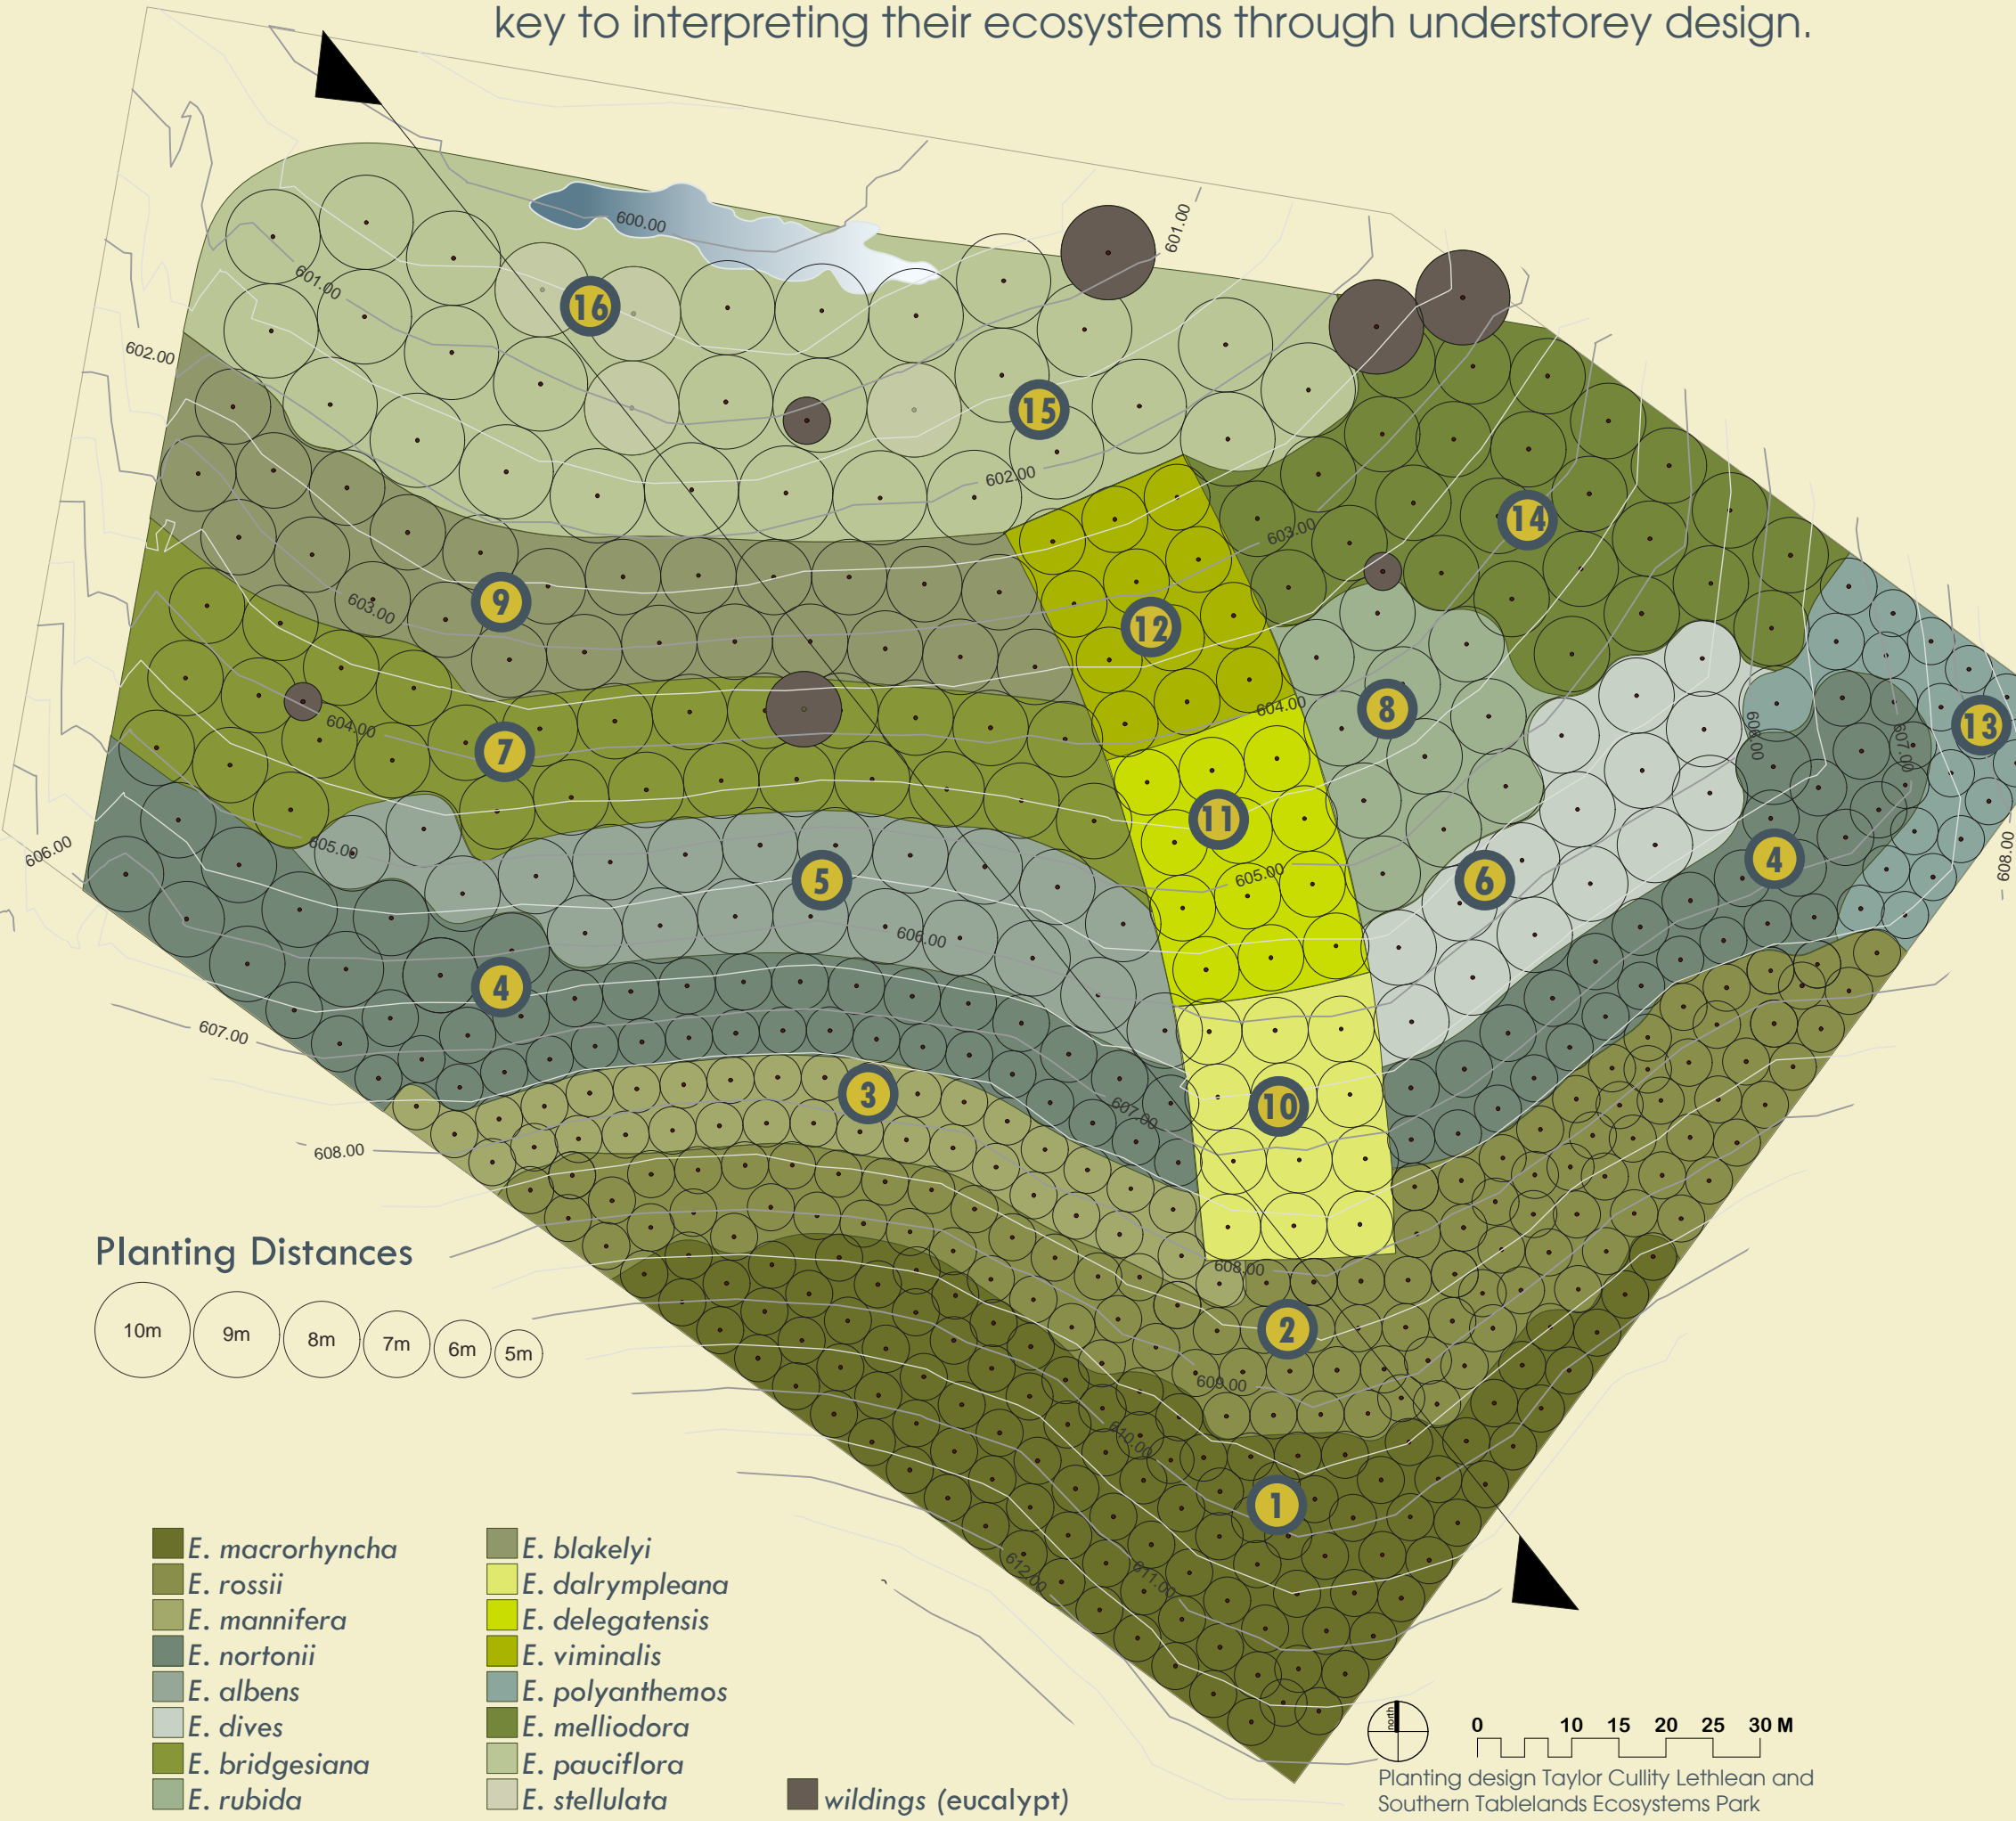 key to interpreting their ecosystems through understorey design.
600.00
601.00
601.00
16
602.00
15
602.00
14
603.00
9
603.00
12
604.00
8
606.00
607.00
13
604.00
7
11
605.00
606.00
605.00
5
6
4
608.00
606.00
4
607.00
3
10
607.00
608.00
608.00
2
609.00
610.00
1
611.00
612.00
Planting Distances
10m 9m 8m 7m 6m 5m
E. macrorhyncha
E. rossii
E. mannifera
E. nortonii
E. albens
E. dives
E. bridgesiana
E. rubida
E. blakelyi
E. dalrympleana
E. delegatensis
E. viminalis
E. polyanthemos
E. melliodora
E. pauciflora
E. stellulata
wildings (eucalypt)
north
0 10 15 20 25 30 M
Planting design Taylor Cullity Lethlean and
Southern Tablelands Ecosystems Park